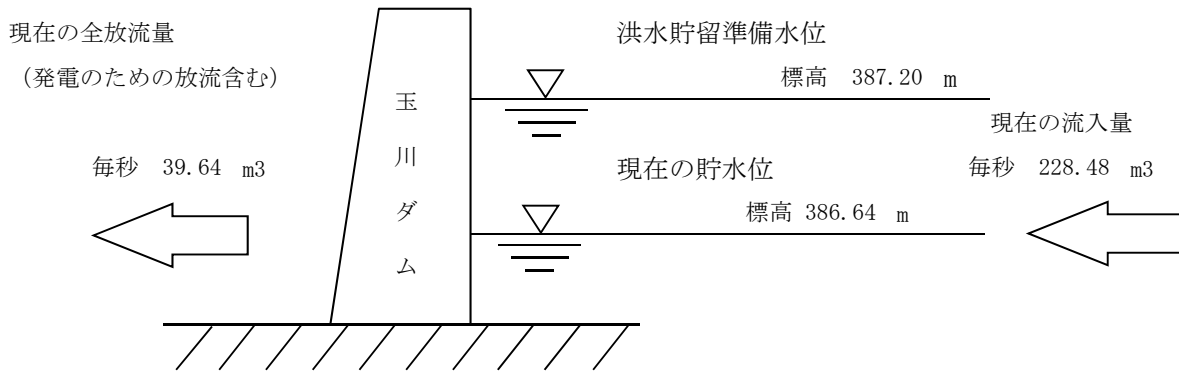 現在の全放流量
（発電のための放流含む）
毎秒 39.64 m3
玉川ダム
洪水貯留準備水位
標高 387.20 m
現在の貯水位
標高 386.64 m
現在の流入量
毎秒 228.48 m3